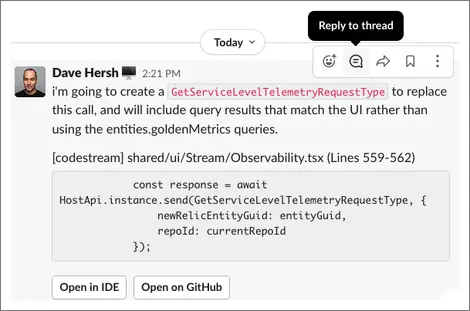 Reply to thread
Today
Dave Hersh 2:21 PM
i'm going to create a GetServiceLevelTelemetryRequestType to replace
this call, and will include query results that match the UI rather than
using the entities.goldenMetrics queries.
[codestream] shared/ui/Stream/Observability.tsx (Lines 559-562)
const response = await
HostApi.instance.send(GetServiceLevelTelemetryRequestType, {
newRelicEntityGuid: entityGuid,
repoId: currentRepoId
});
Open in IDE Open on GitHub